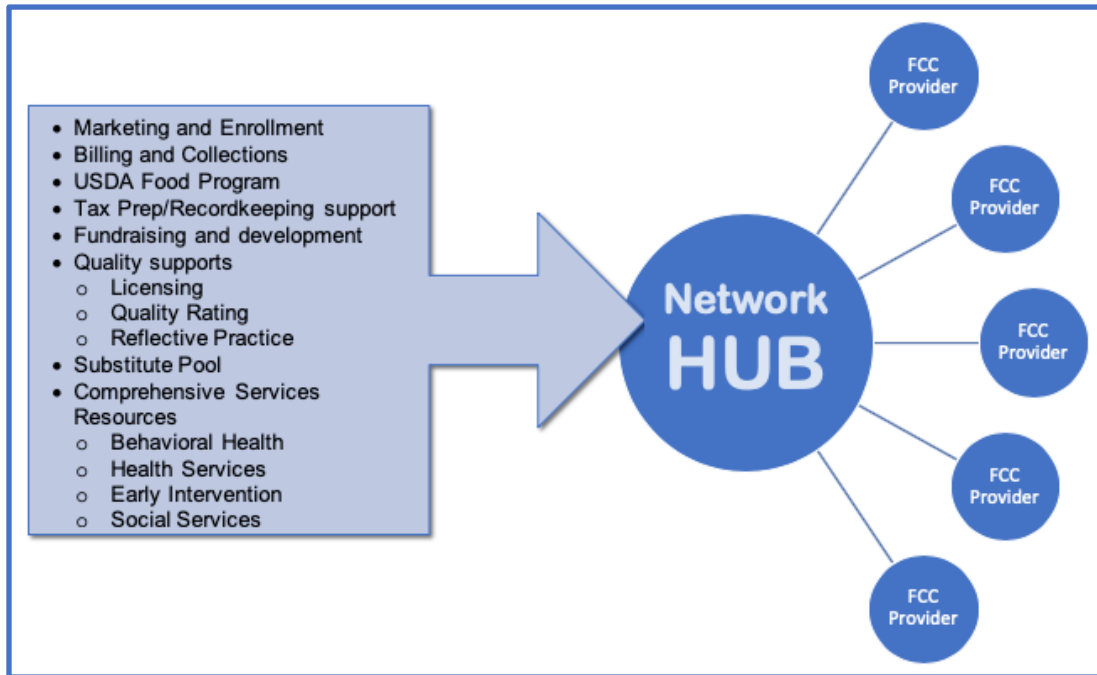 • Marketing and Enrollment
• Billing and Collections
• USDA Food Program
• Tax Prep/Recordkeeping support
• Fundraising and development
• Quality supports
o Licensing
o Quality Rating
o Reflective Practice
• Substitute Pool
• Comprehensive Services
Resources
o Behavioral Health
o Health Services
o Early Intervention
o Social Services
Network
HUB
FCC
Provider
FCC
Provider
FCC
Provider
FCC
Provider
FCC
Provider